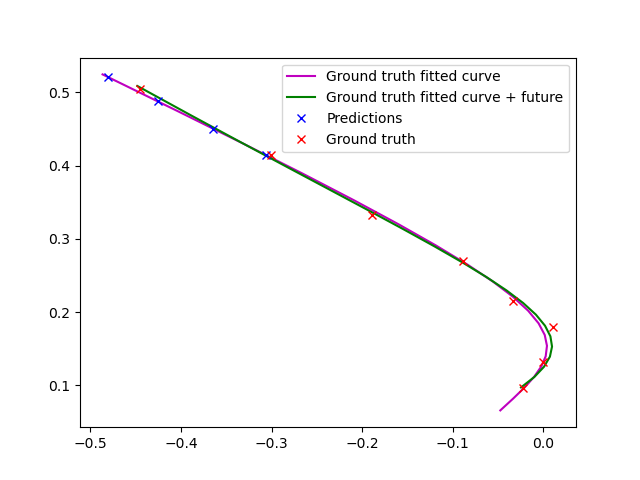 Ground truth fitted curve
Ground truth fitted curve + future
Predictions
Ground truth
0.5
0.4
0.3
0.2
0.1
−0.5 −0.4 −0.3 −0.2 −0.1 0.0